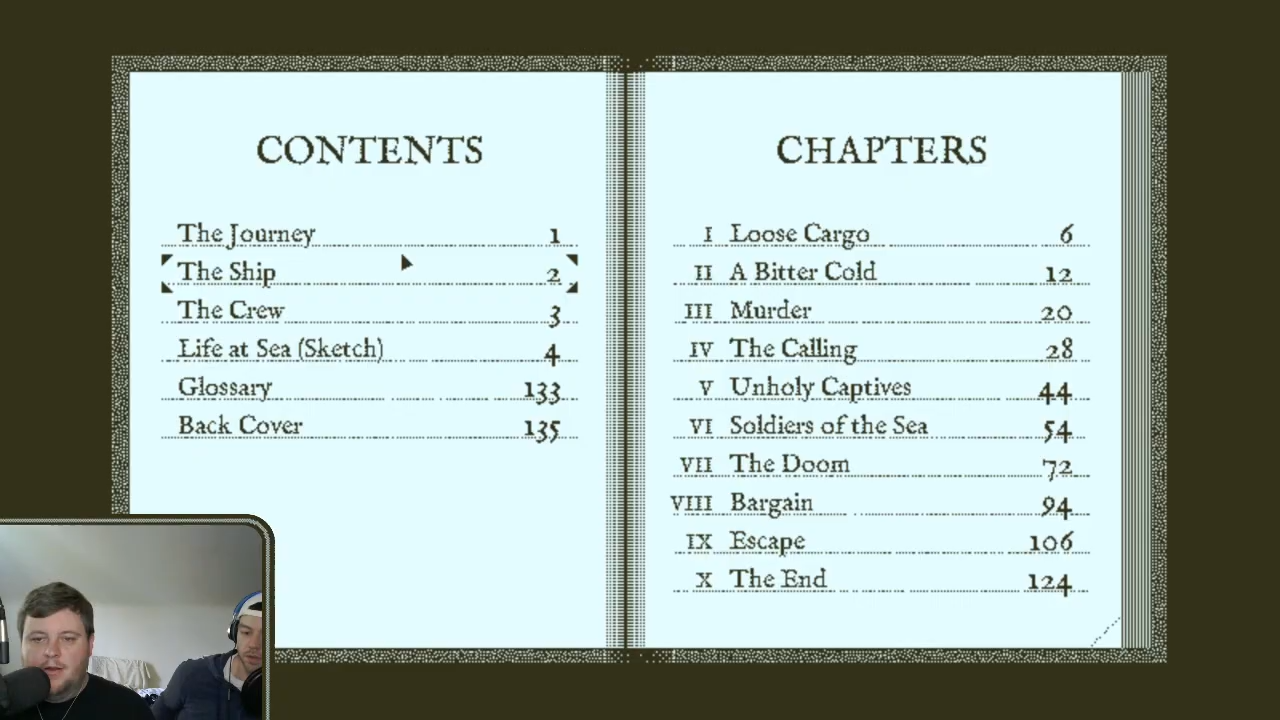 CONTENTS
The Journey 1
The Ship 2
The Crew 3
Life at Sea (Sketch) 4
Glossary 133
Back Cover 135
CHAPTERS
I Loose Cargo 6
II A Bitter Cold 12
III Murder 20
IV The Calling 28
V Unholy Captives 44
VI Soldiers of the Sea 54
VII The Doom 72
VIII Bargain 94
IX Escape 106
X The End 124